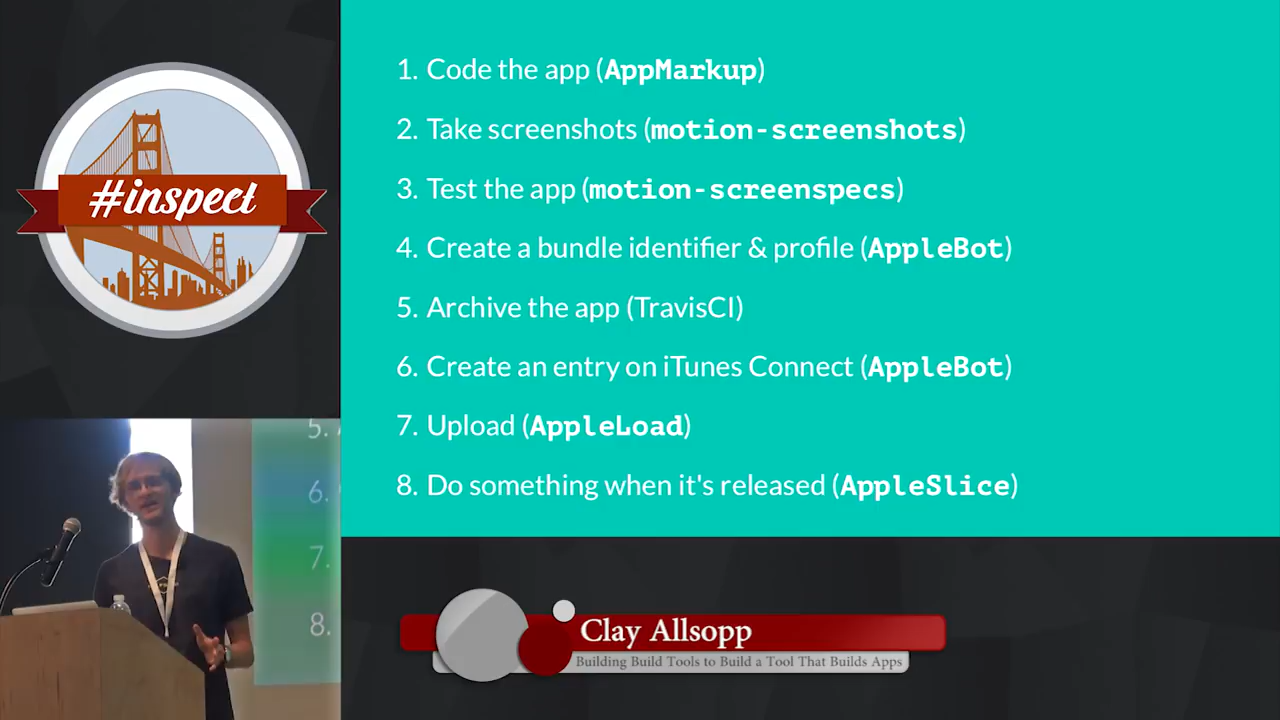 #inspect
1. Code the app (AppMarkup)
2. Take screenshots (motion-screenshots)
3. Test the app (motion-screenspecs)
4. Create a bundle identifier & profile (AppleBot)
5. Archive the app (TravisCI)
6. Create an entry on iTunes Connect (AppleBot)
7. Upload (AppleLoad)
8. Do something when it's released (AppleSlice)
5.
6.
7.
8.
Clay Allsopp
Building Build Tools to Build a Tool That Builds Apps